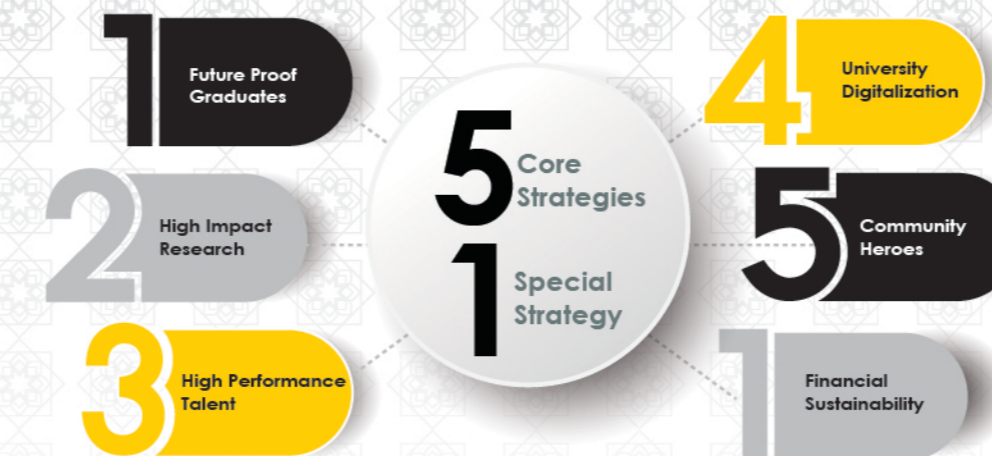 1
Future Proof
Graduates
2
High Impact
Research
3
High Performance
Talent
5
Core
Strategies
1
Special
Strategy
4
University
Digitalization
5
Community
Heroes
1
Financial
Sustainability